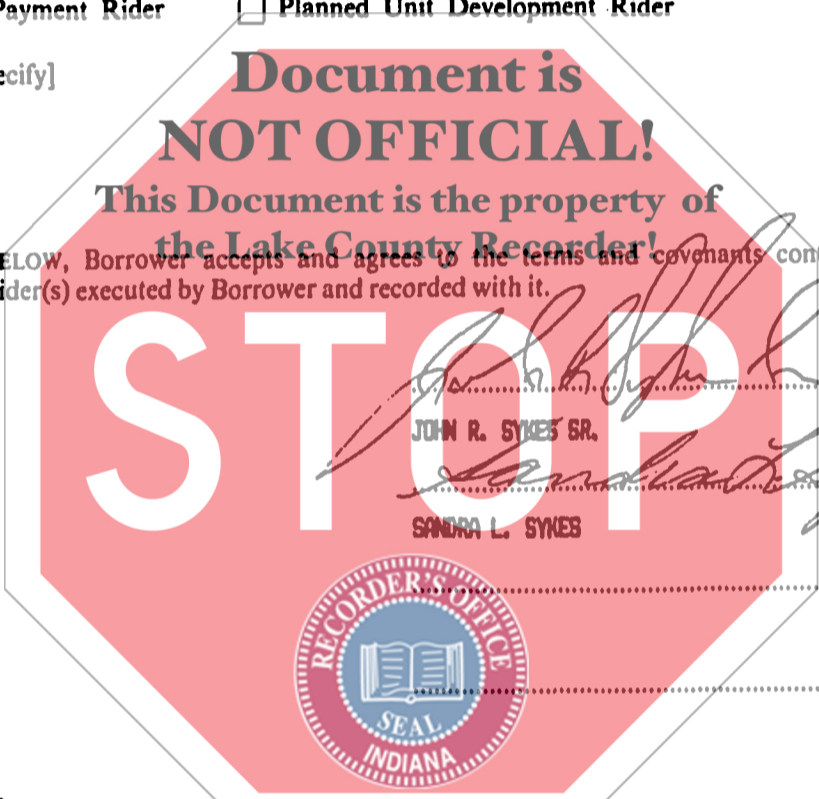 Payment Rider ☐ Planned Unit Development Rider
ecify]
Document is
NOT OFFICIAL!
This Document is the property of
the Lake County Recorder!
ELOW, Borrower accepts and agrees to the terms and covenants con
ider(s) executed by Borrower and recorded with it.
STOP
JOHN R. SYKES SR.
SANDRA L. SYKES
RECORDER'S OFFICE
SEAL
INDIANA